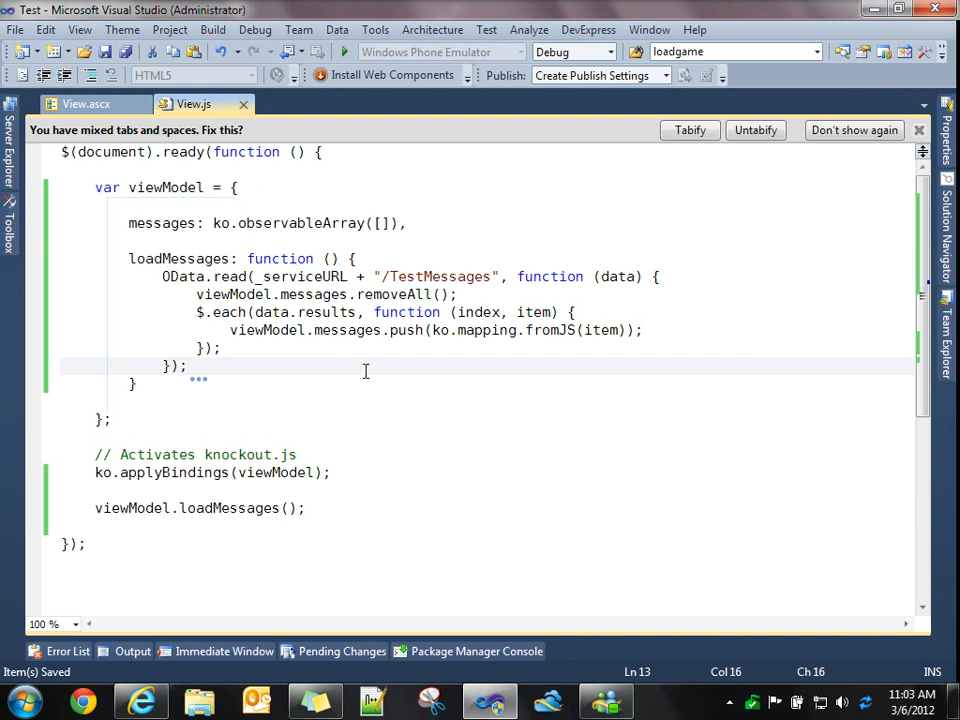 Test - Microsoft Visual Studio (Administrator)
File Edit View Theme Project Build Debug Team Data Tools Architecture Test Analyze DevExpress Window Help
Windows Phone Emulator Debug loadgame
HTML5 Install Web Components Publish: Create Publish Settings
View.ascx View.js
You have mixed tabs and spaces. Fix this? Tabify Untabify Don't show again
Server Explorer
Toolbox
Properties
Solution Navigator
Team Explorer
$(document).ready(function () {
var viewModel = {
messages: ko.observableArray([]),
loadMessages: function () {
OData.read(_serviceURL + "/TestMessages", function (data) {
viewModel.messages.removeAll();
$.each(data.results, function (index, item) {
viewModel.messages.push(ko.mapping.fromJS(item));
});
});
}
};
// Activates knockout.js
ko.applyBindings(viewModel);
viewModel.loadMessages();
});
100 %
Error List Output Immediate Window Pending Changes Package Manager Console
Item(s) Saved Ln 13 Col 16 Ch 16 INS
11:03 AM
3/6/2012